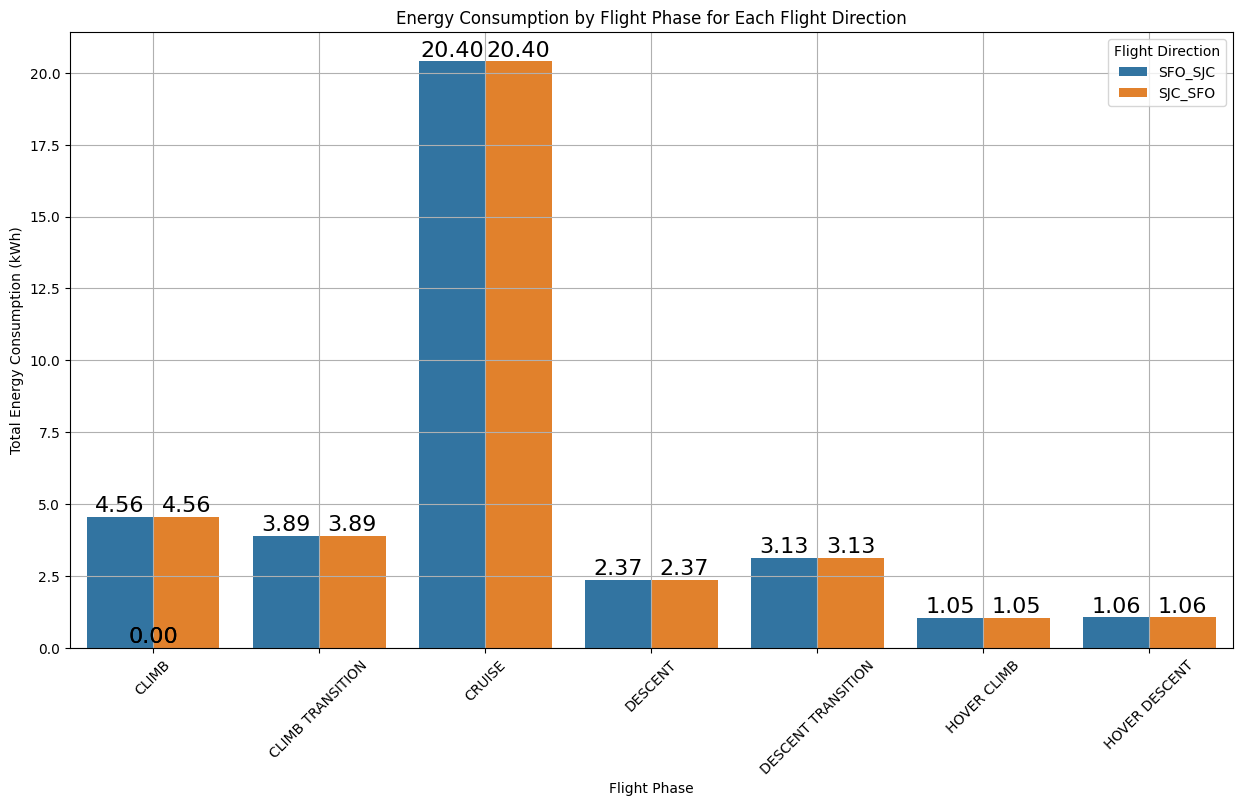 Energy Consumption by Flight Phase for Each Flight Direction
Flight Direction
SFO_SJC
SJC_SFO
Total Energy Consumption (kWh)
20.0
17.5
15.0
12.5
10.0
7.5
5.0
2.5
0.0
4.56 4.56
0.00
3.89 3.89
20.40 20.40
2.37 2.37
3.13 3.13
1.05 1.05
1.06 1.06
CLIMB
CLIMB TRANSITION
CRUISE
DESCENT
DESCENT TRANSITION
HOVER CLIMB
HOVER DESCENT
Flight Phase